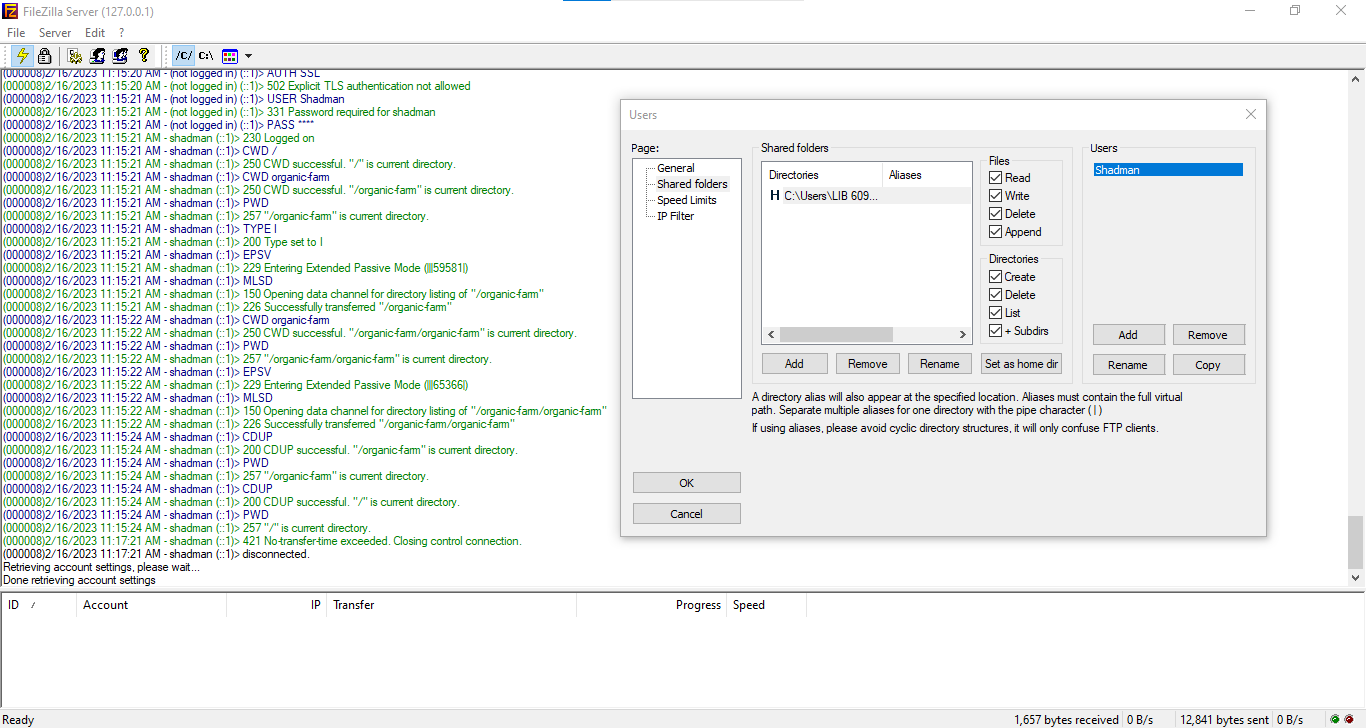 FileZilla Server (127.0.0.1)
File Server Edit ?
/C/ C:\
(000008)2/16/2023 11:15:20 AM - (not logged in) (::1)> AUTH SSL
(000008)2/16/2023 11:15:20 AM - (not logged in) (::1)> 502 Explicit TLS authentication not allowed
(000008)2/16/2023 11:15:21 AM - (not logged in) (::1)> USER Shadman
(000008)2/16/2023 11:15:21 AM - (not logged in) (::1)> 331 Password required for shadman
(000008)2/16/2023 11:15:21 AM - (not logged in) (::1)> PASS ****
(000008)2/16/2023 11:15:21 AM - shadman (::1)> 230 Logged on
(000008)2/16/2023 11:15:21 AM - shadman (::1)> CWD /
(000008)2/16/2023 11:15:21 AM - shadman (::1)> 250 CWD successful. "/" is current directory.
(000008)2/16/2023 11:15:21 AM - shadman (::1)> CWD organic-farm
(000008)2/16/2023 11:15:21 AM - shadman (::1)> 250 CWD successful. "/organic-farm" is current directory.
(000008)2/16/2023 11:15:21 AM - shadman (::1)> PWD
(000008)2/16/2023 11:15:21 AM - shadman (::1)> 257 "/organic-farm" is current directory.
(000008)2/16/2023 11:15:21 AM - shadman (::1)> TYPE I
(000008)2/16/2023 11:15:21 AM - shadman (::1)> 200 Type set to I
(000008)2/16/2023 11:15:21 AM - shadman (::1)> EPSV
(000008)2/16/2023 11:15:21 AM - shadman (::1)> 229 Entering Extended Passive Mode (|||59581|)
(000008)2/16/2023 11:15:21 AM - shadman (::1)> MLSD
(000008)2/16/2023 11:15:21 AM - shadman (::1)> 150 Opening data channel for directory listing of "/organic-farm"
(000008)2/16/2023 11:15:21 AM - shadman (::1)> 226 Successfully transferred "/organic-farm"
(000008)2/16/2023 11:15:22 AM - shadman (::1)> CWD organic-farm
(000008)2/16/2023 11:15:22 AM - shadman (::1)> 250 CWD successful. "/organic-farm/organic-farm" is current directory.
(000008)2/16/2023 11:15:22 AM - shadman (::1)> PWD
(000008)2/16/2023 11:15:22 AM - shadman (::1)> 257 "/organic-farm/organic-farm" is current directory.
(000008)2/16/2023 11:15:22 AM - shadman (::1)> EPSV
(000008)2/16/2023 11:15:22 AM - shadman (::1)> 229 Entering Extended Passive Mode (|||65366|)
(000008)2/16/2023 11:15:22 AM - shadman (::1)> MLSD
(000008)2/16/2023 11:15:22 AM - shadman (::1)> 150 Opening data channel for directory listing of "/organic-farm/organic-farm"
(000008)2/16/2023 11:15:22 AM - shadman (::1)> 226 Successfully transferred "/organic-farm/organic-farm"
(000008)2/16/2023 11:15:24 AM - shadman (::1)> CDUP
(000008)2/16/2023 11:15:24 AM - shadman (::1)> 200 CDUP successful. "/organic-farm" is current directory.
(000008)2/16/2023 11:15:24 AM - shadman (::1)> PWD
(000008)2/16/2023 11:15:24 AM - shadman (::1)> 257 "/organic-farm" is current directory.
(000008)2/16/2023 11:15:24 AM - shadman (::1)> CDUP
(000008)2/16/2023 11:15:24 AM - shadman (::1)> 200 CDUP successful. "/" is current directory.
(000008)2/16/2023 11:15:24 AM - shadman (::1)> PWD
(000008)2/16/2023 11:15:24 AM - shadman (::1)> 257 "/" is current directory.
(000008)2/16/2023 11:17:21 AM - shadman (::1)> 421 No-transfer-time exceeded. Closing control connection.
(000008)2/16/2023 11:17:21 AM - shadman (::1)> disconnected.
Retrieving account settings, please wait...
Done retrieving account settings
Users
Page:
General
Shared folders
Speed Limits
IP Filter
Shared folders
Directories Aliases
H C:\Users\LIB 609...
Add Remove Rename Set as home dir
Files
Read
Write
Delete
Append
Directories
Create
Delete
List
+ Subdirs
Users
Shadman
Add Remove
Rename Copy
A directory alias will also appear at the specified location. Aliases must contain the full virtual
path. Separate multiple aliases for one directory with the pipe character ( | )
If using aliases, please avoid cyclic directory structures, it will only confuse FTP clients.
OK
Cancel
ID / Account IP Transfer Progress Speed
Ready 1,657 bytes received 0 B/s 12,841 bytes sent 0 B/s